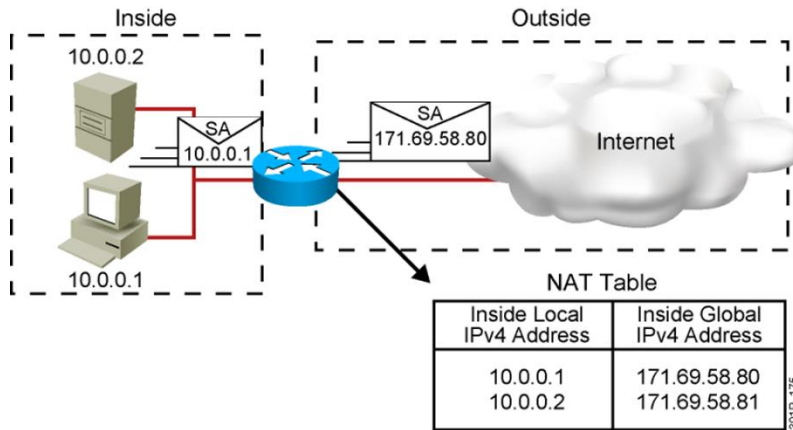 Inside
Outside
10.0.0.2
SA
10.0.0.1
SA
171.69.58.80
Internet
10.0.0.1
NAT Table
Inside Local
IPv4 Address
Inside Global
IPv4 Address
10.0.0.1
171.69.58.80
10.0.0.2
171.69.58.81